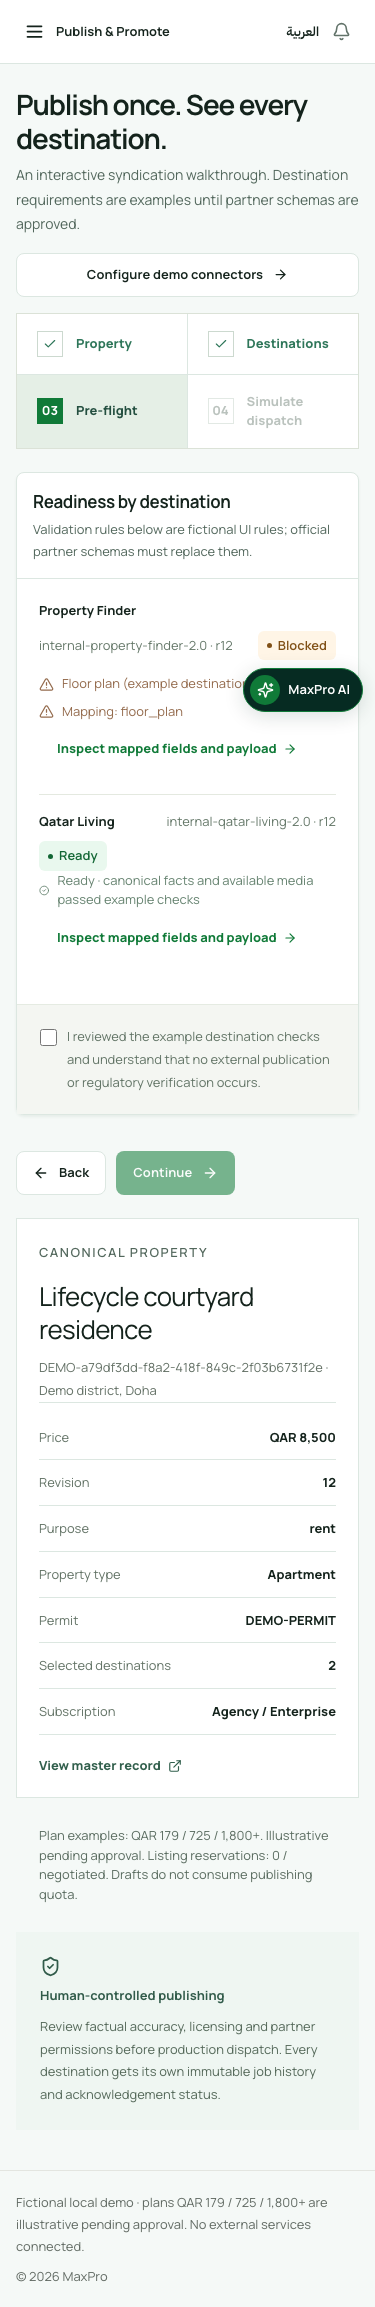 Publish & Promote
العربية
Publish once. See every
destination.
An interactive syndication walkthrough. Destination
requirements are examples until partner schemas are
approved.
Configure demo connectors
Property
Destinations
03 Pre-flight
04 Simulate
dispatch
Readiness by destination
Validation rules below are fictional UI rules; official
partner schemas must replace them.
Property Finder
internal-property-finder-2.0 · r12
Blocked
Floor plan (example destination
MaxPro AI
Mapping: floor_plan
Inspect mapped fields and payload
Qatar Living
internal-qatar-living-2.0 · r12
Ready
Ready · canonical facts and available media
passed example checks
Inspect mapped fields and payload
I reviewed the example destination checks
and understand that no external publication
or regulatory verification occurs.
Back
Continue
CANONICAL PROPERTY
Lifecycle courtyard
residence
DEMO-a79df3dd-f8a2-418f-849c-2f03b6731f2e ·
Demo district, Doha
Price QAR 8,500
Revision 12
Purpose rent
Property type Apartment
Permit DEMO-PERMIT
Selected destinations 2
Subscription Agency / Enterprise
View master record
Plan examples: QAR 179 / 725 / 1,800+. Illustrative
pending approval. Listing reservations: 0 /
negotiated. Drafts do not consume publishing
quota.
Human-controlled publishing
Review factual accuracy, licensing and partner
permissions before production dispatch. Every
destination gets its own immutable job history
and acknowledgement status.
Fictional local demo · plans QAR 179 / 725 / 1,800+ are
illustrative pending approval. No external services
connected.
© 2026 MaxPro